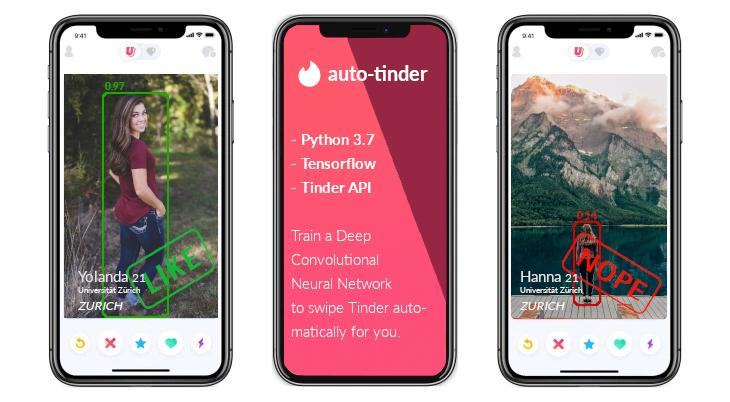 9:41
0.97
LIKE
Yolanda 21
Universität Zürich
ZURICH
auto-tinder
- Python 3.7
- Tensorflow
- Tinder API
Train a Deep
Convolutional
Neural Network
to swipe Tinder auto-
matically for you.
9:41
0.14
NOPE
Hanna 21
Universität Zürich
ZURICH